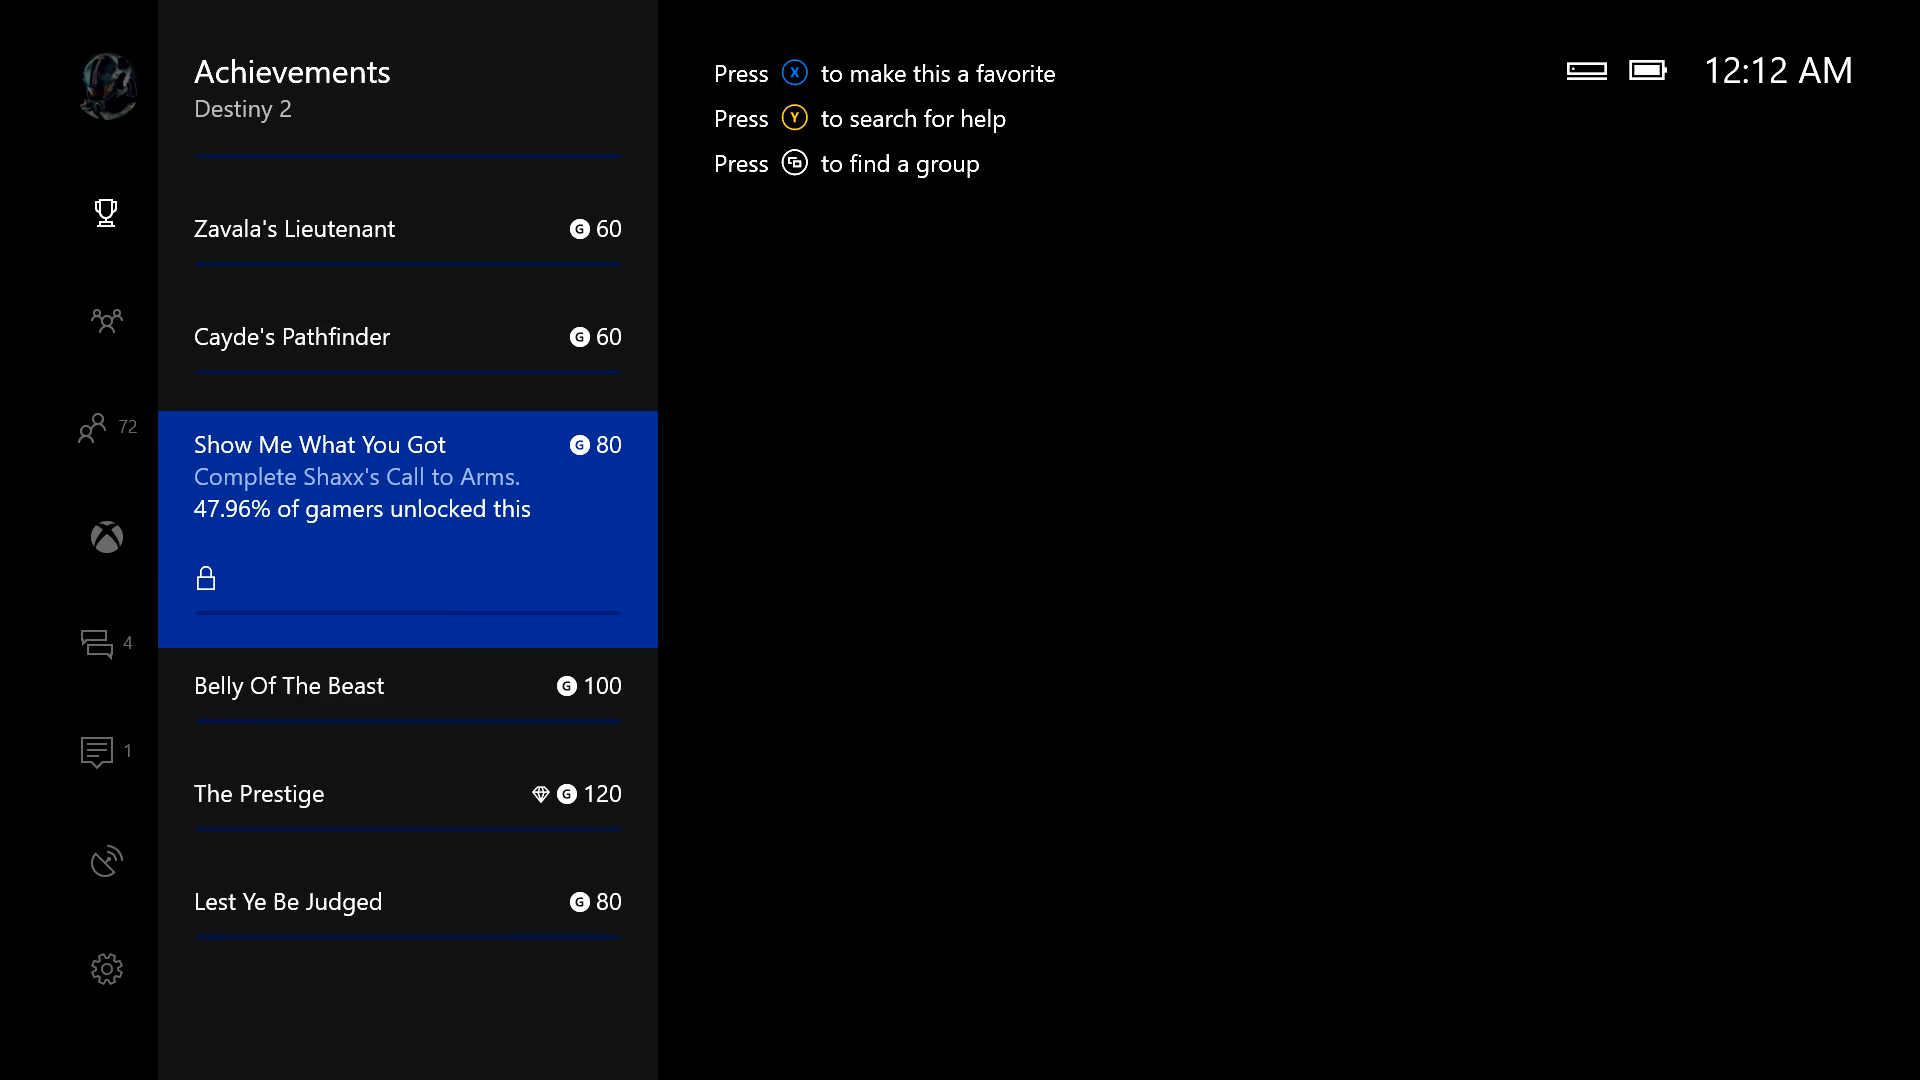 Achievements
Destiny 2
Zavala's Lieutenant G 60
Cayde's Pathfinder G 60
Show Me What You Got G 80
Complete Shaxx's Call to Arms.
47.96% of gamers unlocked this
Belly Of The Beast G 100
The Prestige G 120
Lest Ye Be Judged G 80
72
4
1
Press X to make this a favorite
Press Y to search for help
Press to find a group
12:12 AM